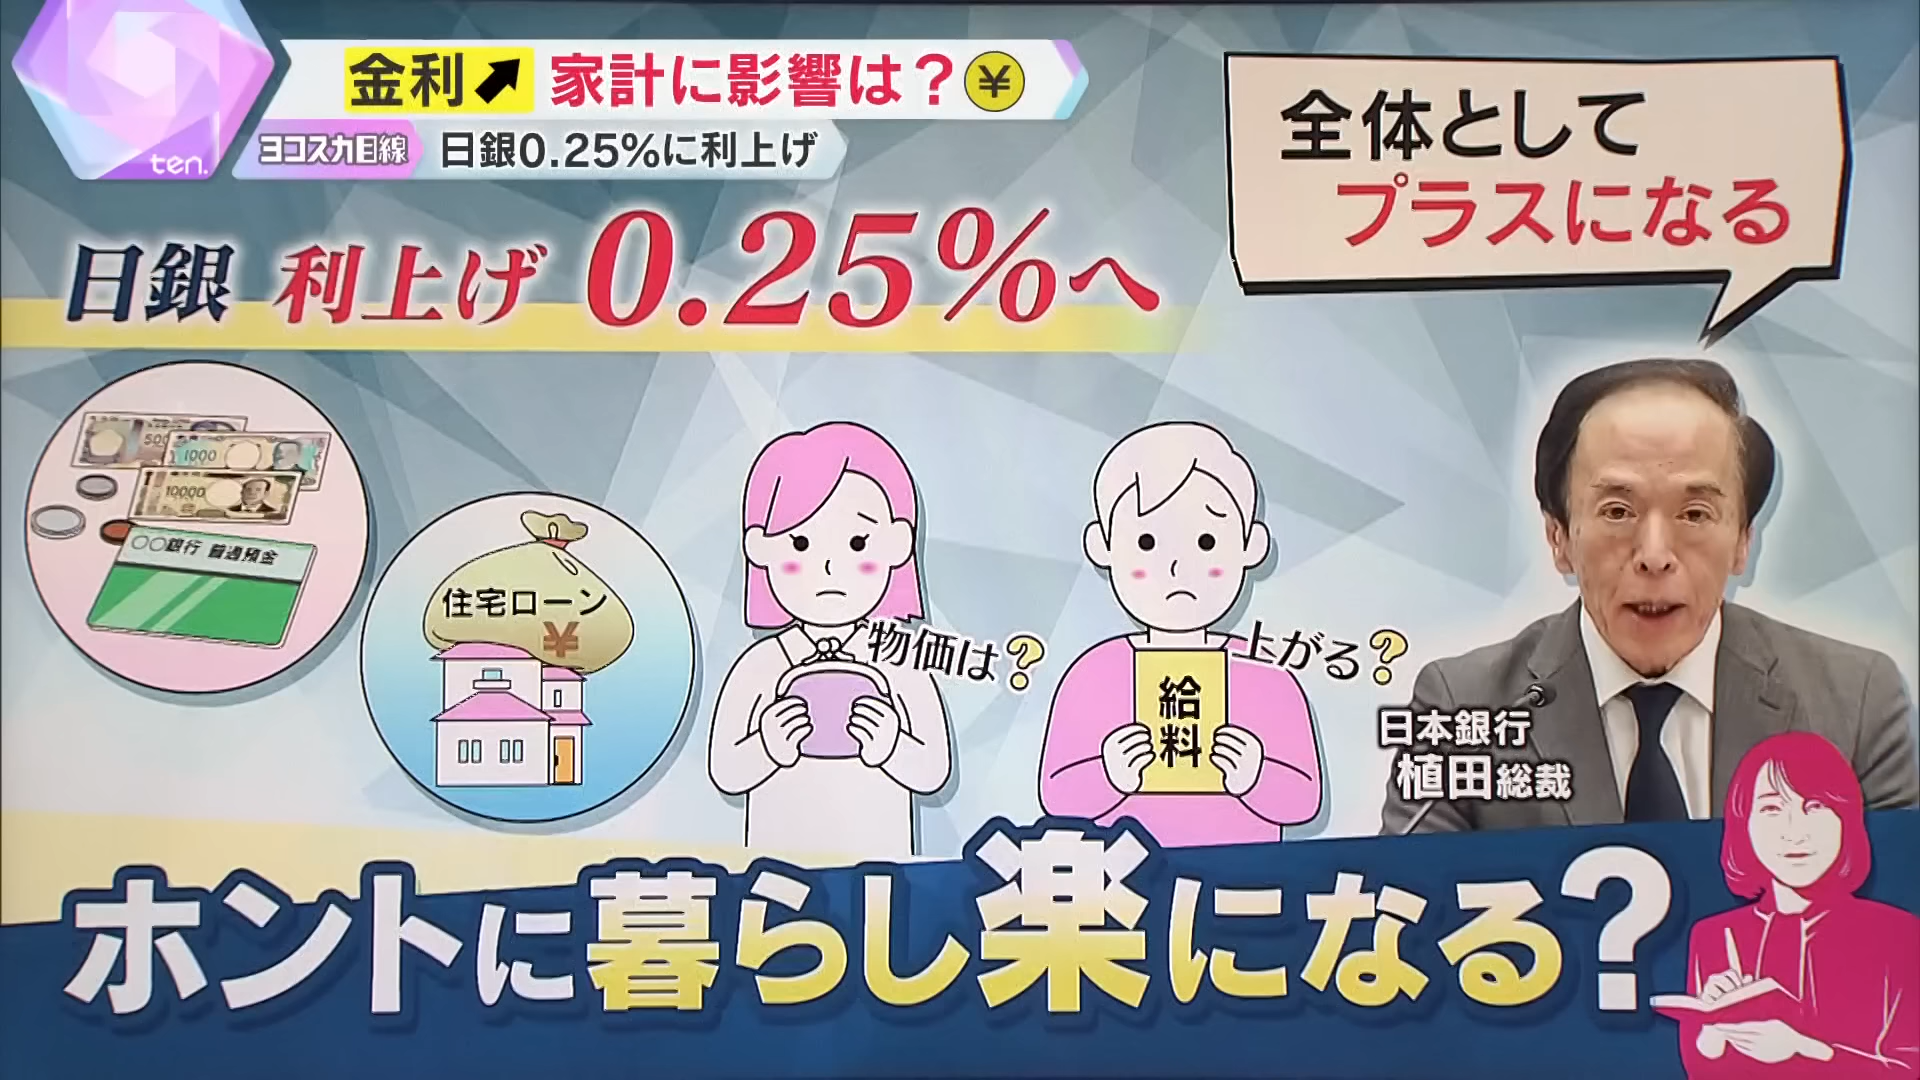 金利↗ 家計に影響は？¥
ten.
ヨコスカ目線
日銀0.25%に利上げ
全体として
プラスになる
日銀 利上げ 0.25%へ
500
1000
10000
〇〇銀行 普通預金
住宅ローン
¥
物価は?
上がる?
給料
日本銀行
植田総裁
ホントに暮らし楽になる?